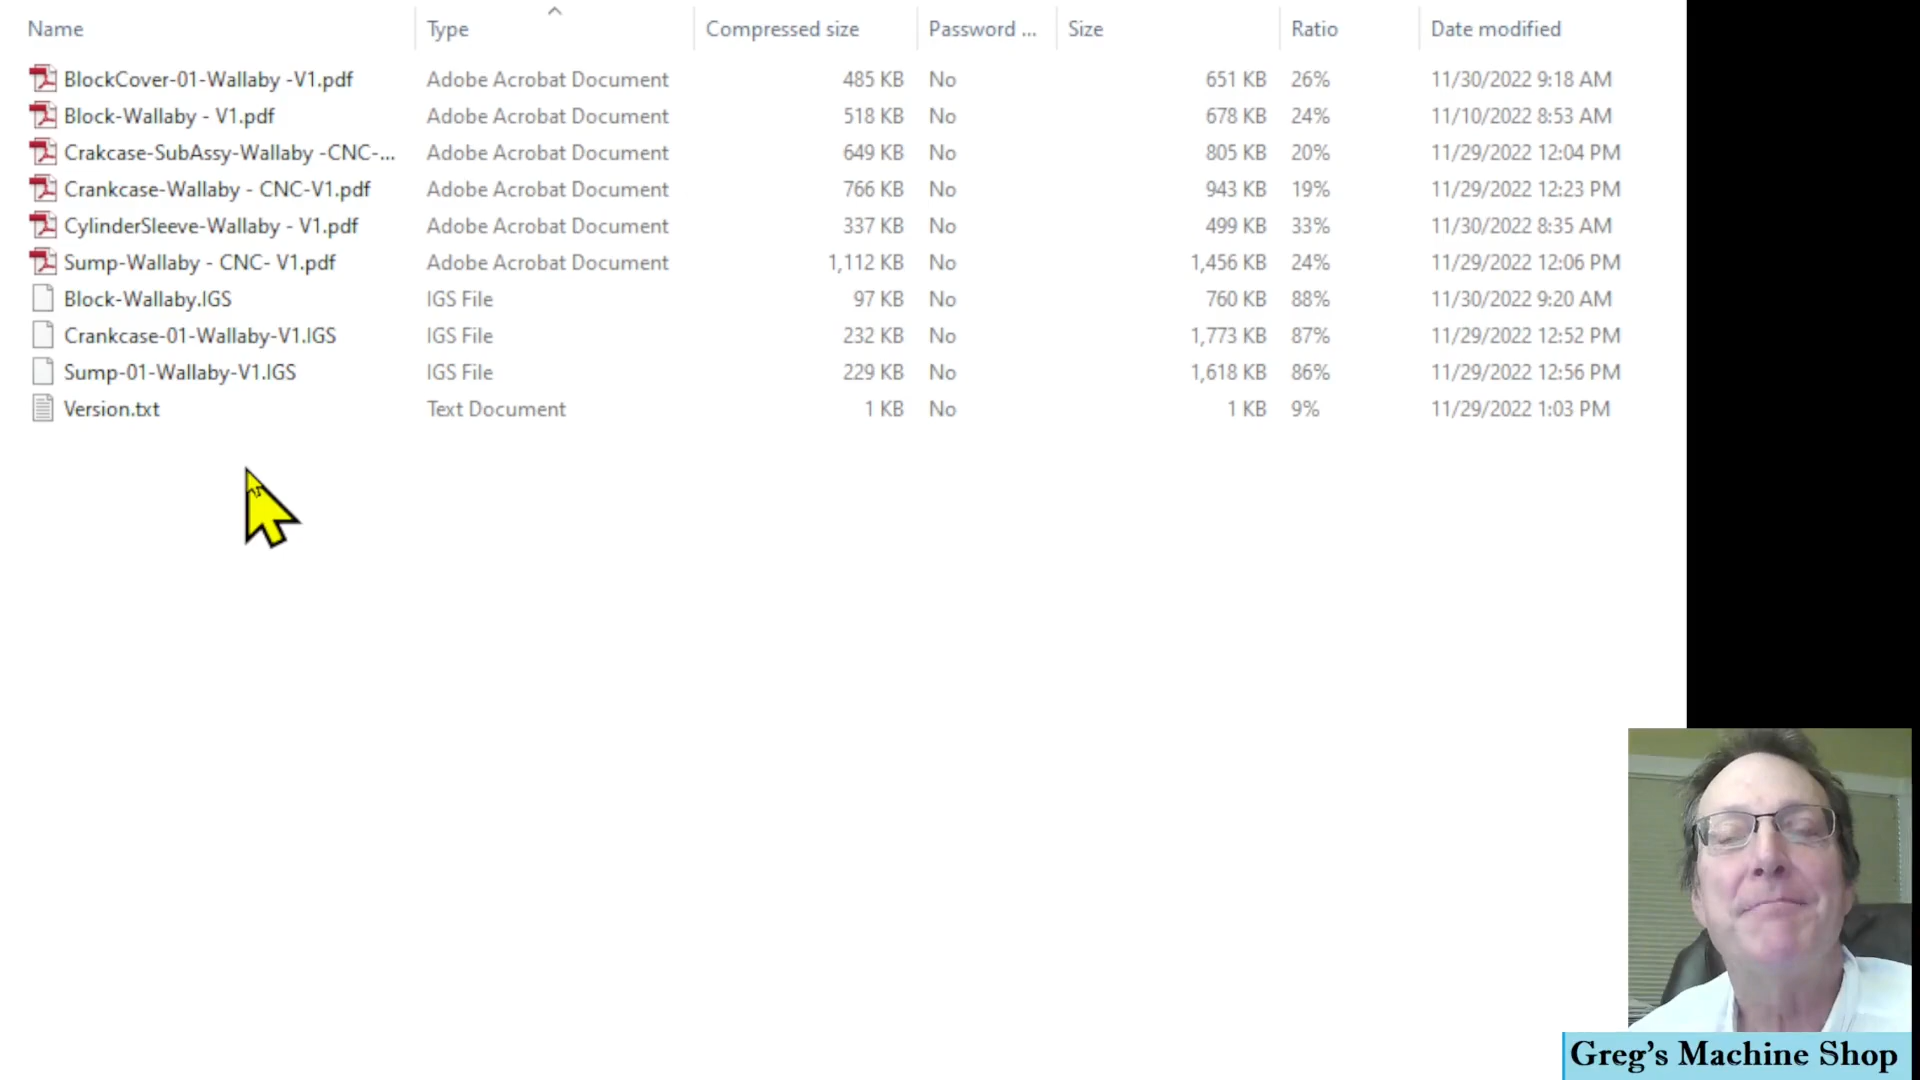 Name Type Compressed size Password ... Size Ratio Date modified
BlockCover-01-Wallaby -V1.pdf Adobe Acrobat Document 485 KB No 651 KB 26% 11/30/2022 9:18 AM
Block-Wallaby - V1.pdf Adobe Acrobat Document 518 KB No 678 KB 24% 11/10/2022 8:53 AM
Crakcase-SubAssy-Wallaby -CNC-... Adobe Acrobat Document 649 KB No 805 KB 20% 11/29/2022 12:04 PM
Crankcase-Wallaby - CNC-V1.pdf Adobe Acrobat Document 766 KB No 943 KB 19% 11/29/2022 12:23 PM
CylinderSleeve-Wallaby - V1.pdf Adobe Acrobat Document 337 KB No 499 KB 33% 11/30/2022 8:35 AM
Sump-Wallaby - CNC- V1.pdf Adobe Acrobat Document 1,112 KB No 1,456 KB 24% 11/29/2022 12:06 PM
Block-Wallaby.IGS IGS File 97 KB No 760 KB 88% 11/30/2022 9:20 AM
Crankcase-01-Wallaby-V1.IGS IGS File 232 KB No 1,773 KB 87% 11/29/2022 12:52 PM
Sump-01-Wallaby-V1.IGS IGS File 229 KB No 1,618 KB 86% 11/29/2022 12:56 PM
Version.txt Text Document 1 KB No 1 KB 9% 11/29/2022 1:03 PM
Greg's Machine Shop